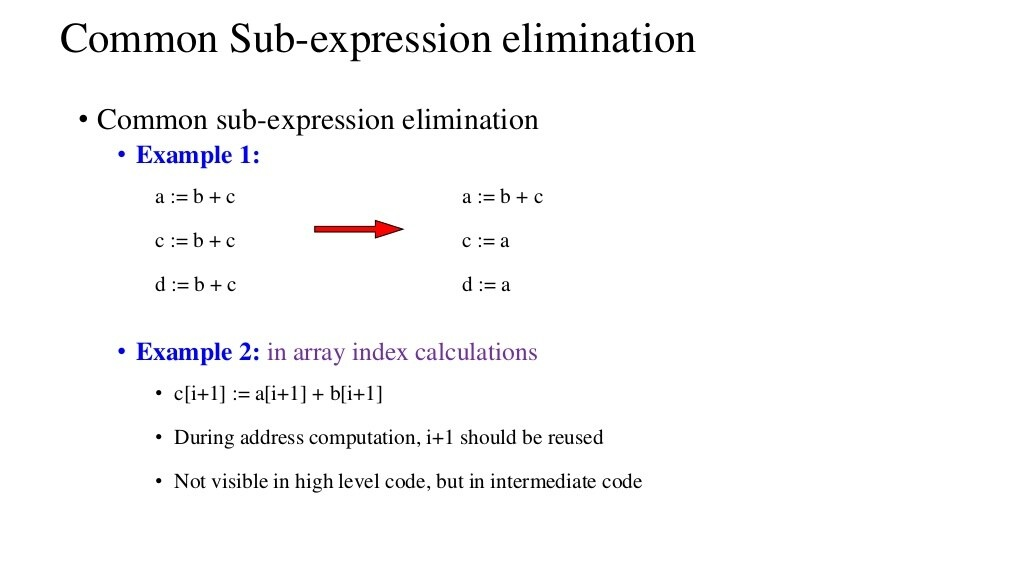 Common Sub-expression elimination
• Common sub-expression elimination
• Example 1:
a := b + c
a := b + c
c := b + c
c := a
d := b + c
d := a
• Example 2: in array index calculations
• c[i+1] := a[i+1] + b[i+1]
• During address computation, i+1 should be reused
• Not visible in high level code, but in intermediate code